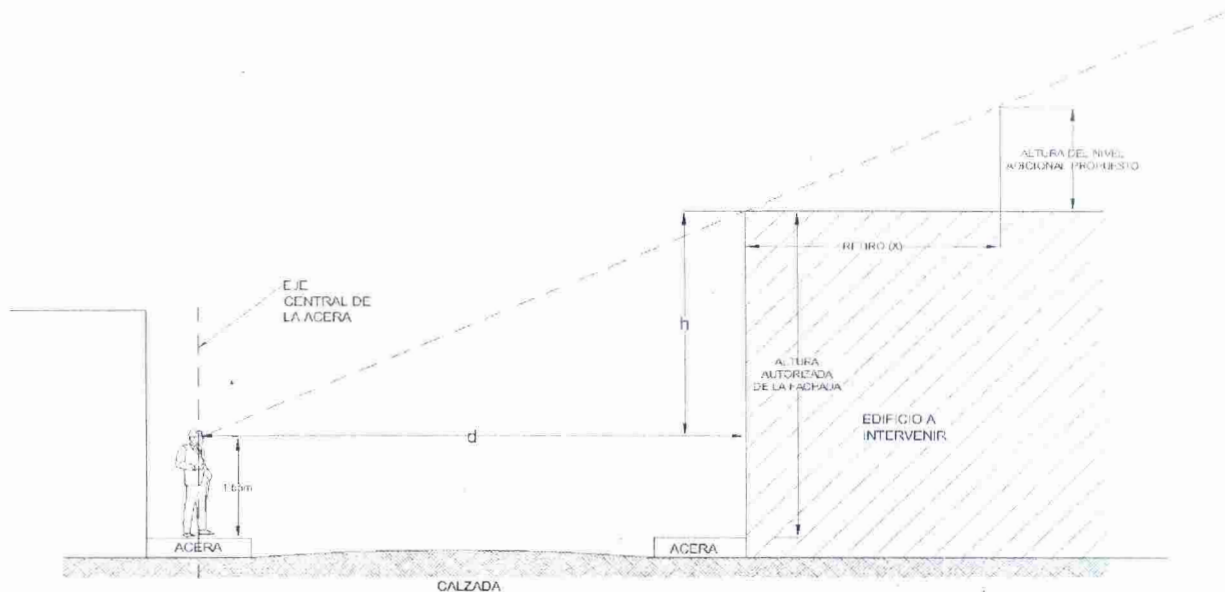 ALTURA DEL NIVEL
ADICIONAL PROPUESTO
RETIRO (X)
EJE
CENTRAL DE
LA ACERA
h
ALTURA
AUTORIZADA
DE LA FACHADA
EDIFICIO A
INTERVENIR
d
ACERA
ACERA
CALZADA